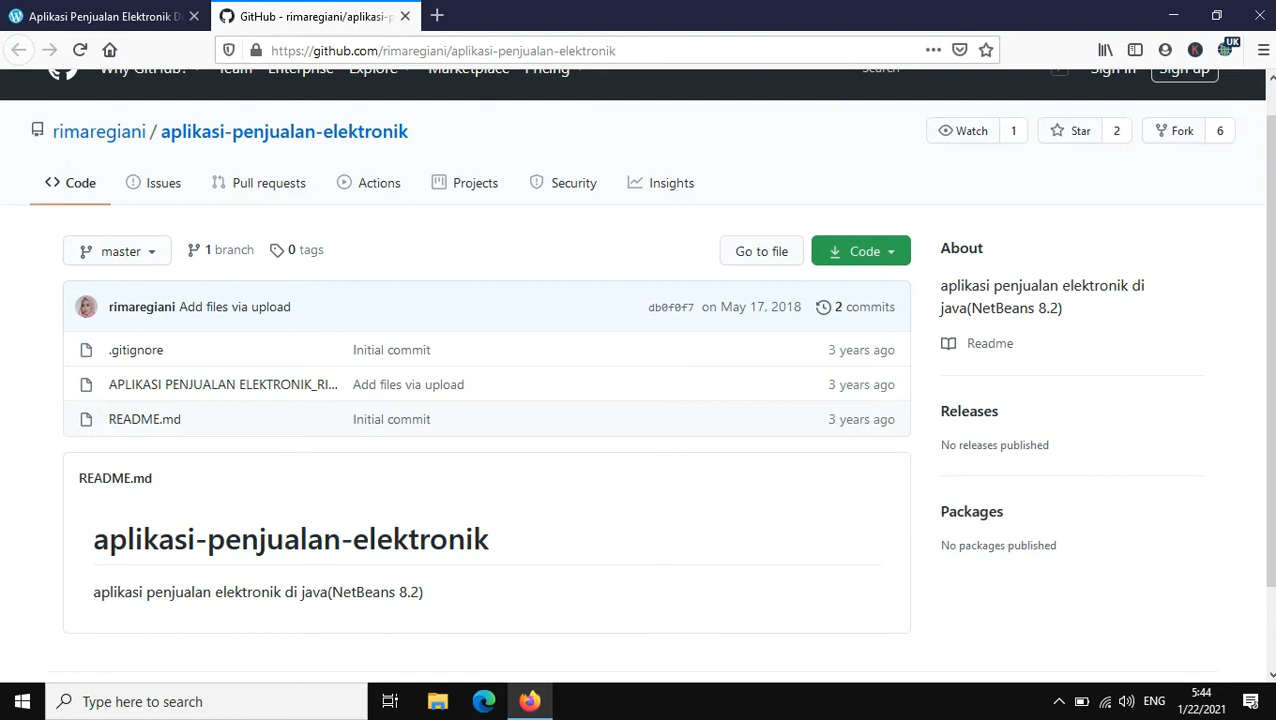 Aplikasi Penjualan Elektronik D
GitHub - rimaregiani/aplikasi-p
https://github.com/rimaregiani/aplikasi-penjualan-elektronik
UK
Why GitHub? Team Enterprise Explore Marketplace Pricing Search Sign in Sign up
rimaregiani / aplikasi-penjualan-elektronik
Watch 1 Star 2 Fork 6
Code Issues Pull requests Actions Projects Security Insights
master 1 branch 0 tags Go to file Code
rimaregiani Add files via upload db0f0f7 on May 17, 2018 2 commits
.gitignore Initial commit 3 years ago
APLIKASI PENJUALAN ELEKTRONIK_RI... Add files via upload 3 years ago
README.md Initial commit 3 years ago
README.md
aplikasi-penjualan-elektronik
aplikasi penjualan elektronik di java(NetBeans 8.2)
About
aplikasi penjualan elektronik di
java(NetBeans 8.2)
Readme
Releases
No releases published
Packages
No packages published
Type here to search
ENG
5:44
1/22/2021